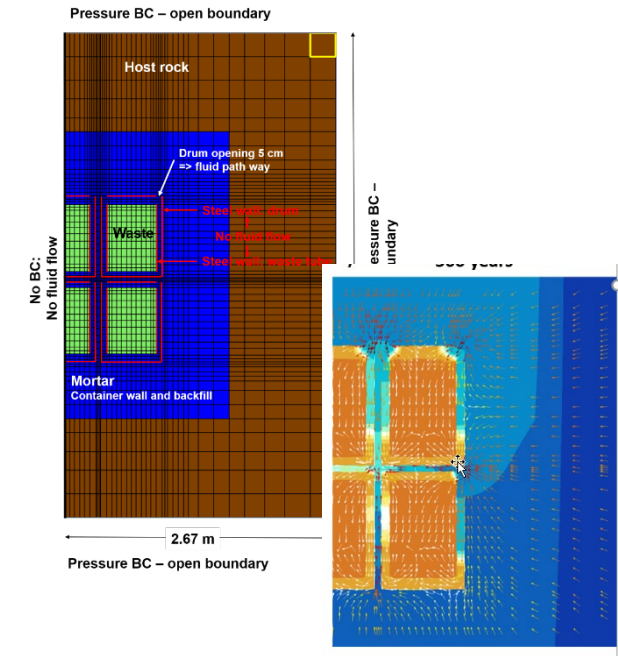 Pressure BC – open boundary
Host rock
Drum opening 5 cm
=> fluid path way
Steel wall: drum
Waste
No fluid flow
Steel wall: waste
No BC:
No fluid flow
essure BC –
undary
years
Mortar
Container wall and backfill
2.67 m
Pressure BC – open boundary